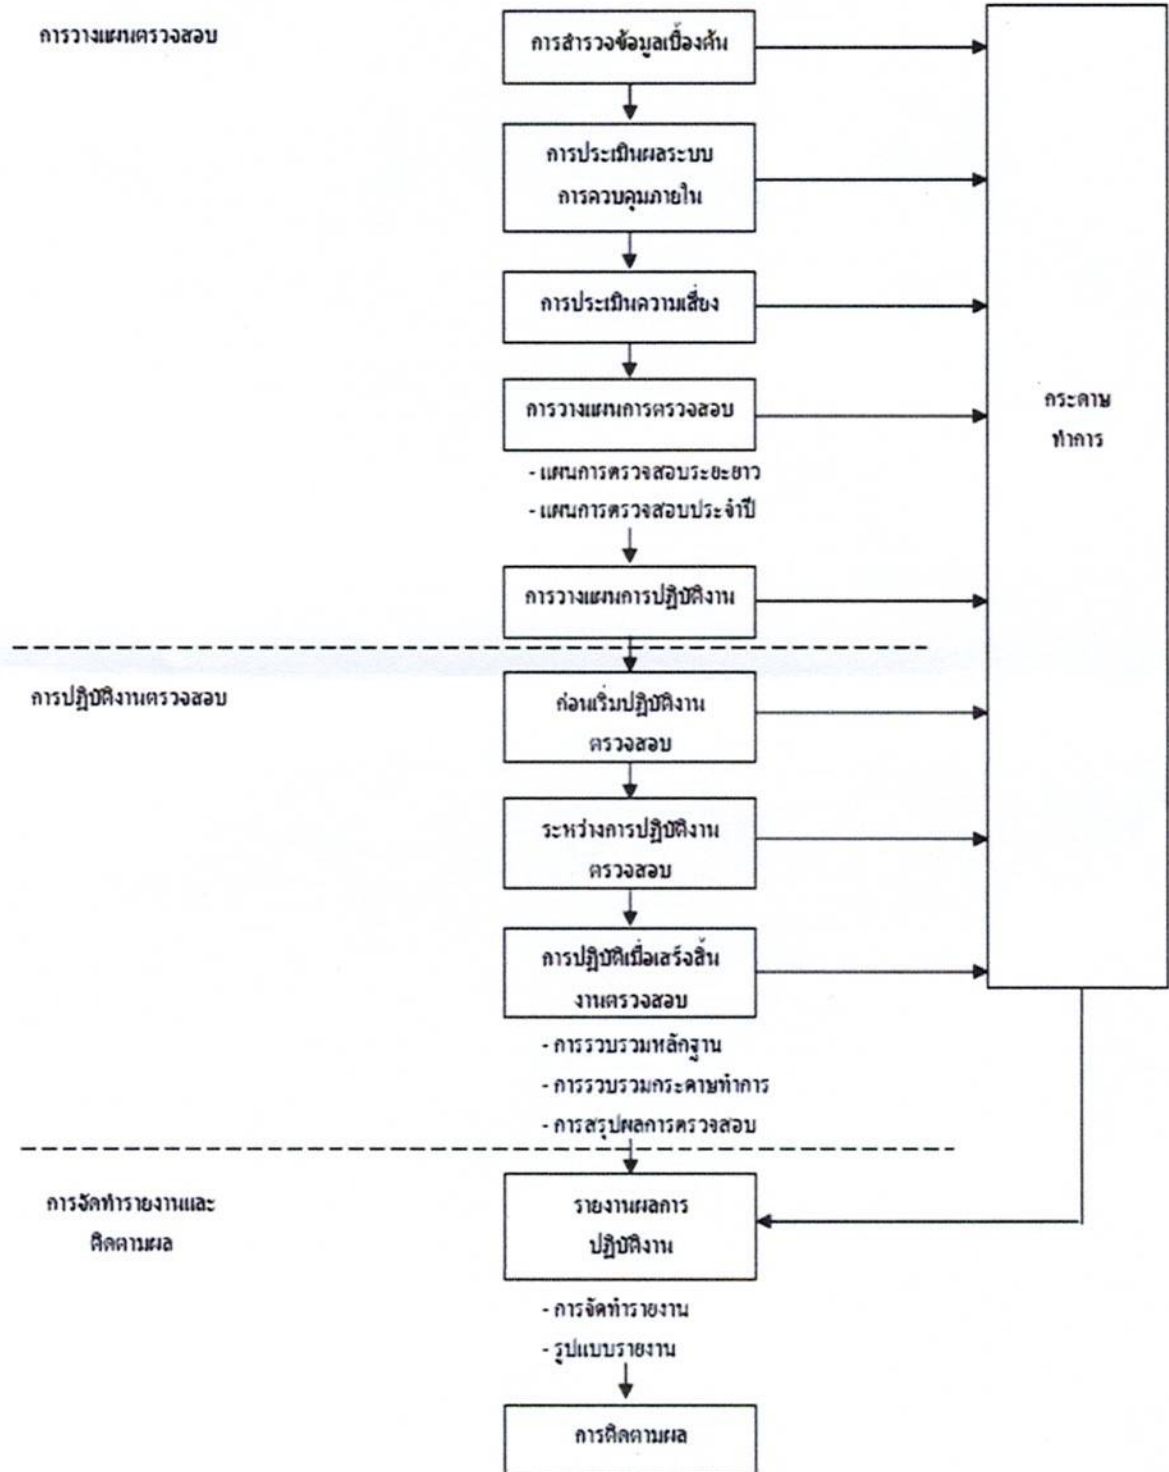 การวางแผนตรวจสอบ
การสำรวจข้อมูลเบื้องต้น
การประเมินผลระบบ
การควบคุมภายใน
การประเมินความเสี่ยง
การวางแผนการตรวจสอบ
- แผนการตรวจสอบระยะยาว
- แผนการตรวจสอบประจำปี
การวางแผนการปฏิบัติงาน
กระดาษ
ทำการ
การปฏิบัติงานตรวจสอบ
ก่อนเริ่มปฏิบัติงาน
ตรวจสอบ
ระหว่างการปฏิบัติงาน
ตรวจสอบ
การปฏิบัติเมื่อเสร็จสิ้น
งานตรวจสอบ
- การรวบรวมหลักฐาน
- การรวบรวมกระดาษทำการ
- การสรุปผลการตรวจสอบ
การจัดทำรายงานและ
ติดตามผล
รายงานผลการ
ปฏิบัติงาน
- การจัดทำรายงาน
- รูปแบบรายงาน
การติดตามผล